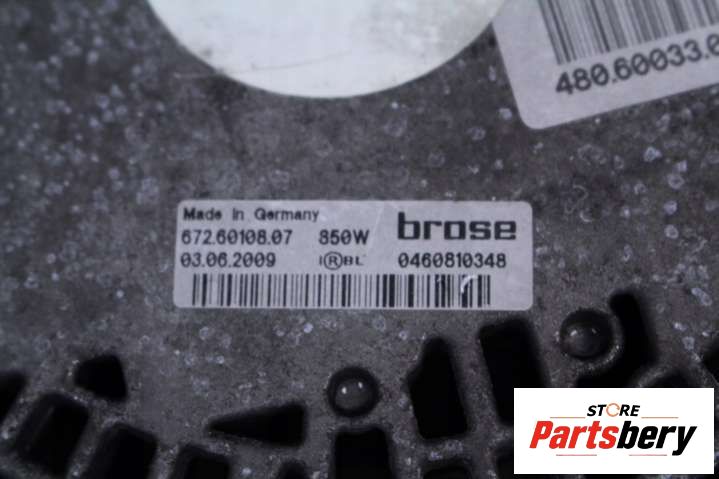 480.60033.0
Made in Germany
672.60108.07 850W brose
03.06.2009 0460810348
STORE
Partsbery